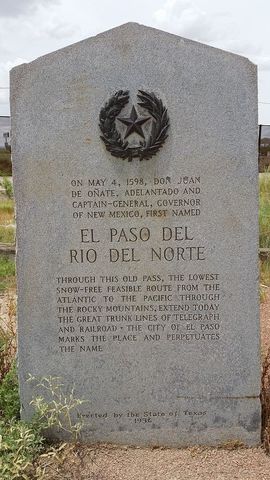 ON MAY 4, 1598, DON JUAN
DE OÑATE, ADELANTADO AND
CAPTAIN-GENERAL, GOVERNOR
OF NEW MEXICO, FIRST NAMED
EL PASO DEL
RIO DEL NORTE
THROUGH THIS OLD PASS, THE LOWEST
SNOW-FREE FEASIBLE ROUTE FROM THE
ATLANTIC TO THE PACIFIC THROUGH
THE ROCKY MOUNTAINS, EXTEND TODAY
THE GREAT TRUNK LINES OF TELEGRAPH
AND RAILROAD • THE CITY OF EL PASO
MARKS THE PLACE AND PERPETUATES
THE NAME
Erected by the State of Texas
1936